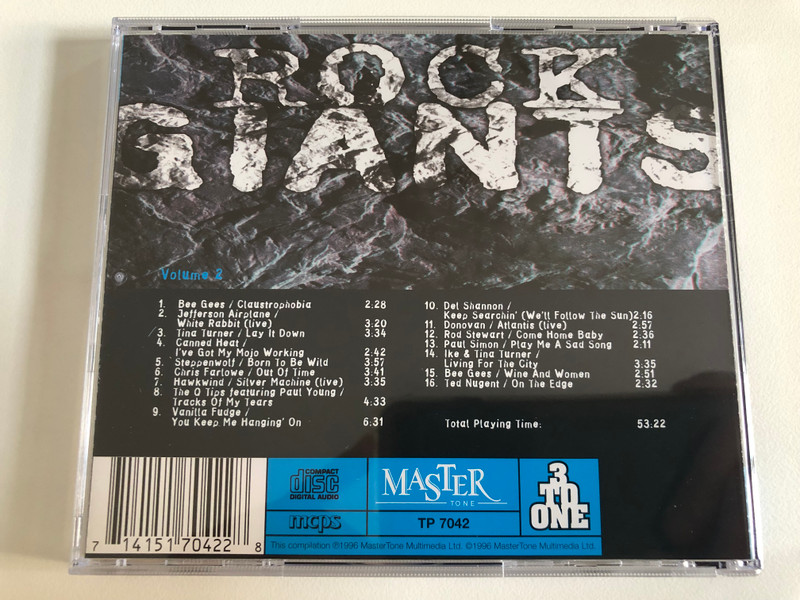 ROCK
GIANTS
Volume 2
1. Bee Gees / Claustrophobia 2.28
2. Jefferson Airplane /
White Rabbit (live) 3:20
3. Tina Turner / Lay It Down 3.34
4. Canned Heat /
I've Got My Mojo Working 2:42
5. Steppenwolf / Born To Be Wild 3:57
6. Chris Farlowe / Out Of Time 3:41
7. Hawkwind / Silver Machine (live) 3.35
8. The Q Tips featuring Paul Young /
Tracks Of My Tears 4:33
9. Vanilla Fudge /
You Keep Me Hanging' On 6.31
10. Del Shannon /
Keep Searchin' (We'll Follow The Sun) 2:16
11. Donovan / Atlantis (live) 2:57
12. Rod Stewart / Come Home Baby 2:36
13. Paul Simon / Play Me A Sad Song 2.11
14. Ike & Tina Turner /
Living For The City 3.35
15. Bee Gees / Wine And Women 2.51
16. Ted Nugent / On The Edge 2:32
Total Playing Time: 53.22
7 14151 70422 8
COMPACT
disc
DIGITAL AUDIO
mcps
MASTER
TONE
TP 7042
3
TO
ONE
This compilation ℗1996 MasterTone Multimedia Ltd. ©1996 MasterTone Multimedia Ltd.